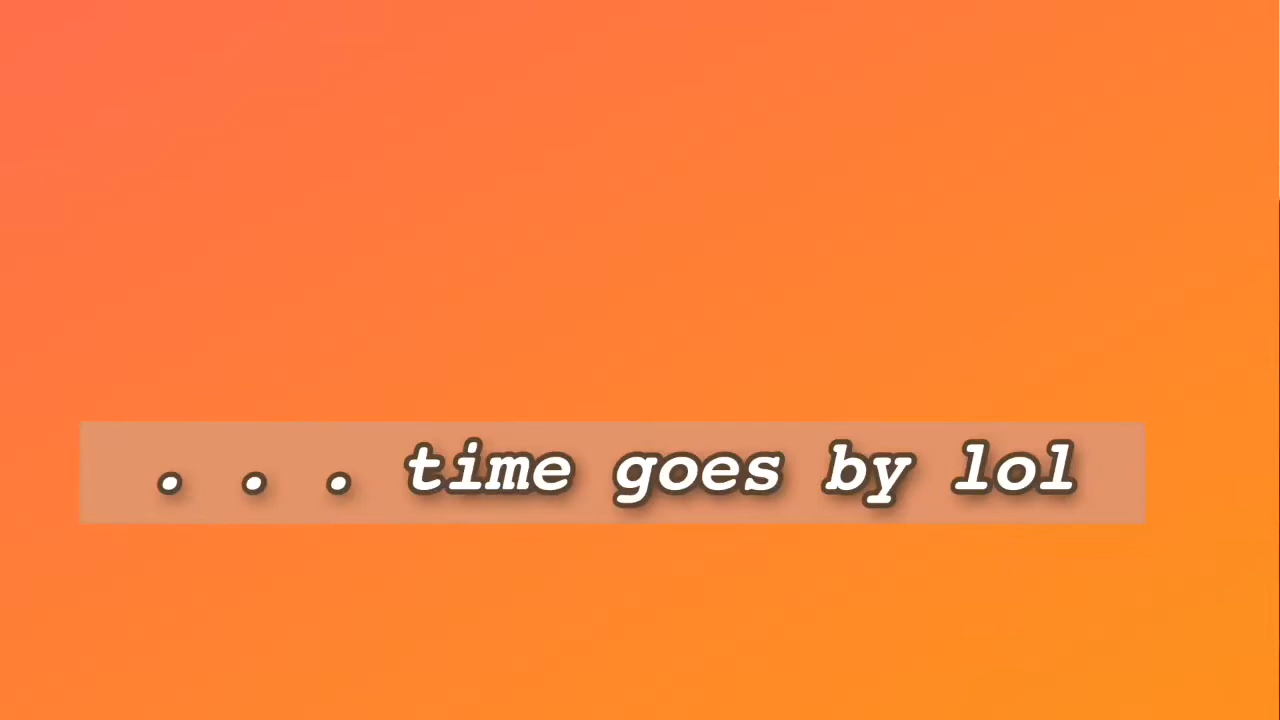 . . . time goes by lol